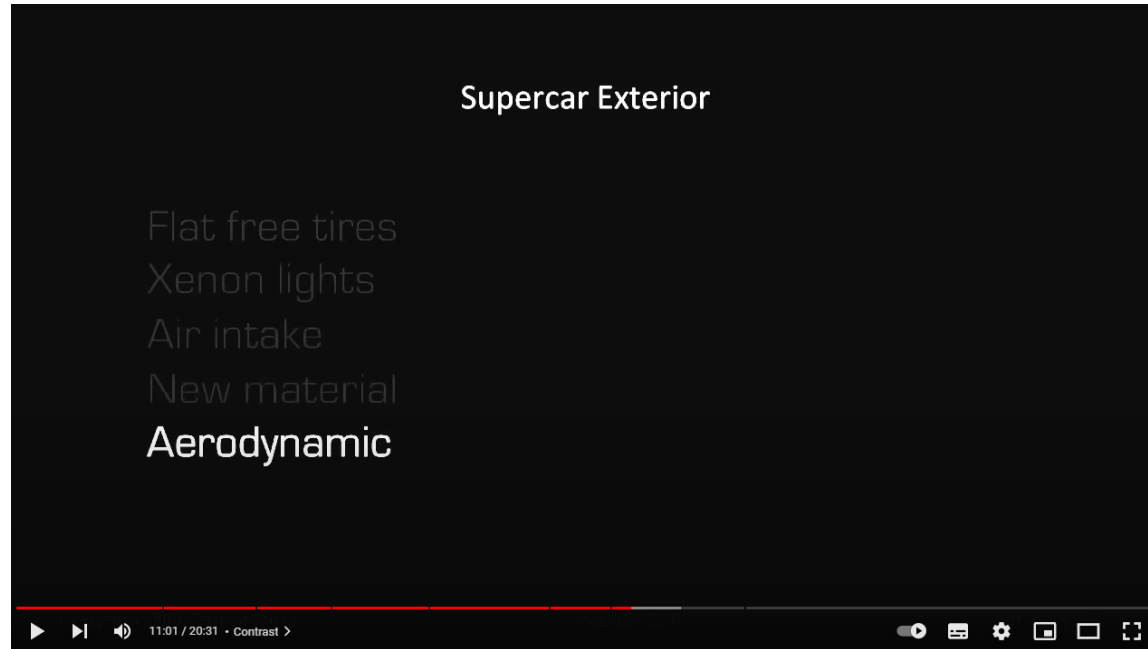 Supercar Exterior
Flat free tires
Xenon lights
Air intake
New material
Aerodynamic
11:01 / 20:31 • Contrast >